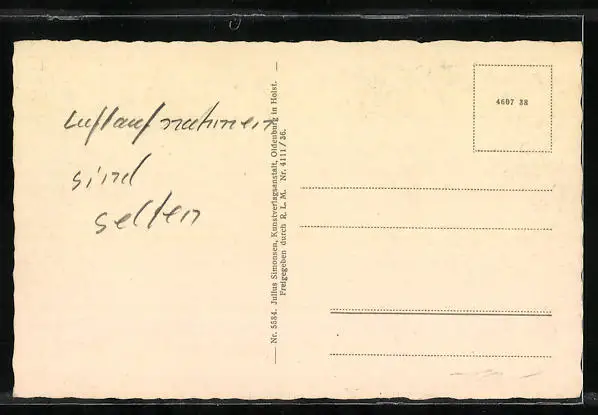 Luftaufnahmen
sind
selten
Nr. 5584. Julius Simonsen, Kunstverlagsanstalt, Oldenburg in Holst.
Freigegeben durch R. L. M. Nr. 4111/36.
4607 38